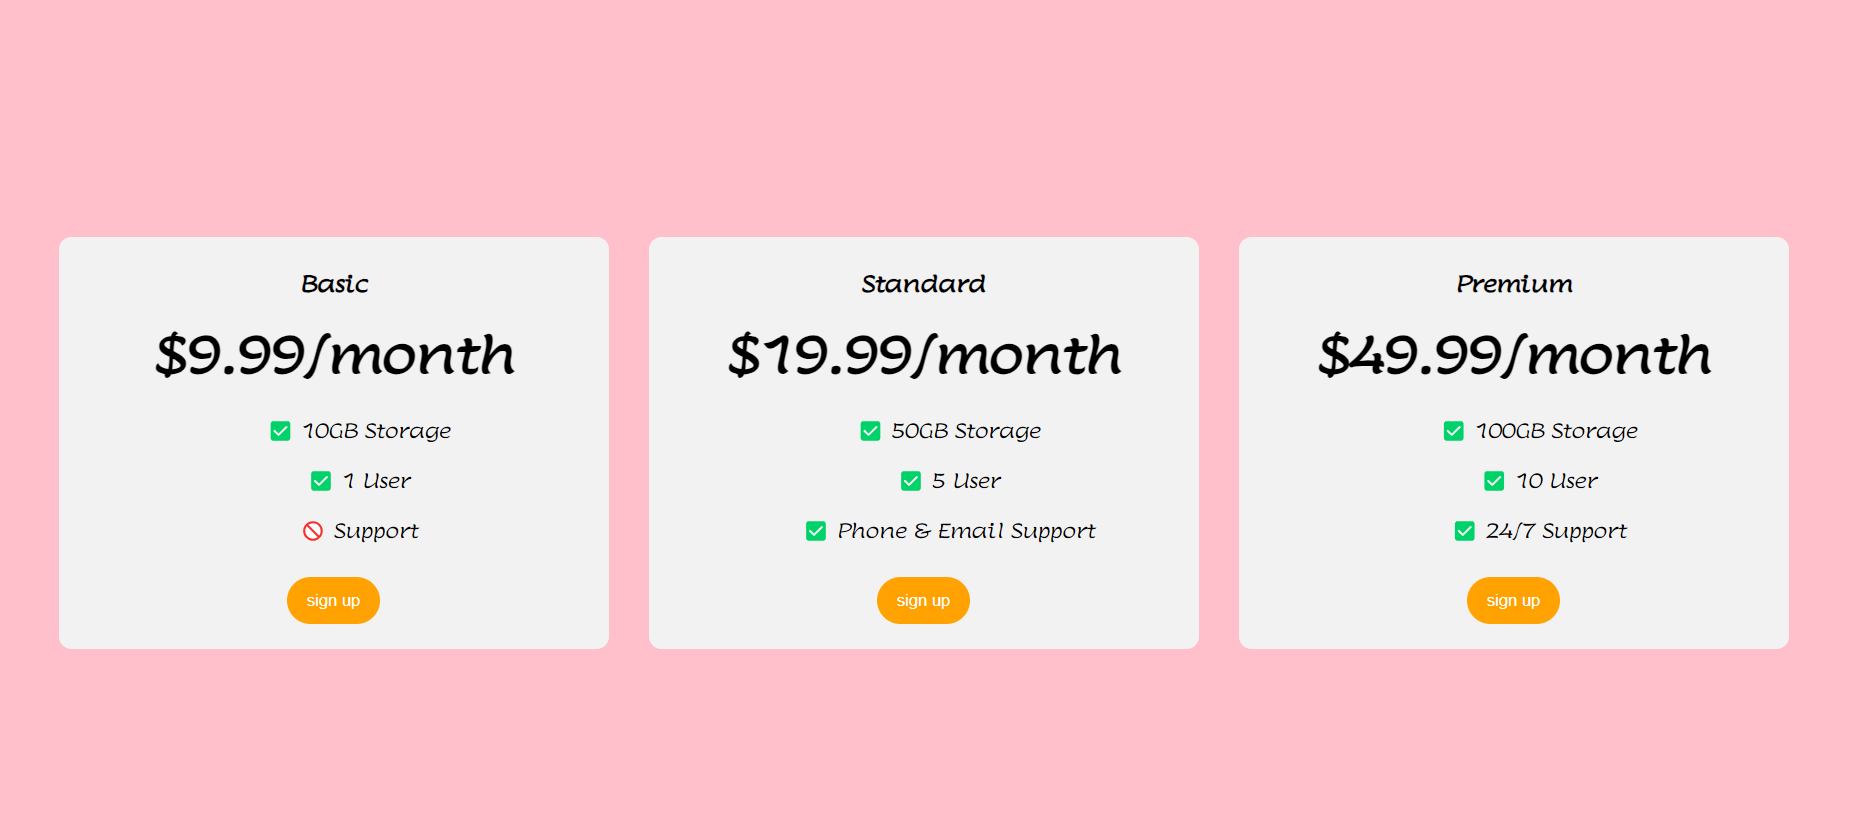 Basic
$9.99/month
✅ 10GB Storage
✅ 1 User
🚫 Support
sign up
Standard
$19.99/month
✅ 50GB Storage
✅ 5 User
✅ Phone & Email Support
sign up
Premium
$49.99/month
✅ 100GB Storage
✅ 10 User
✅ 24/7 Support
sign up